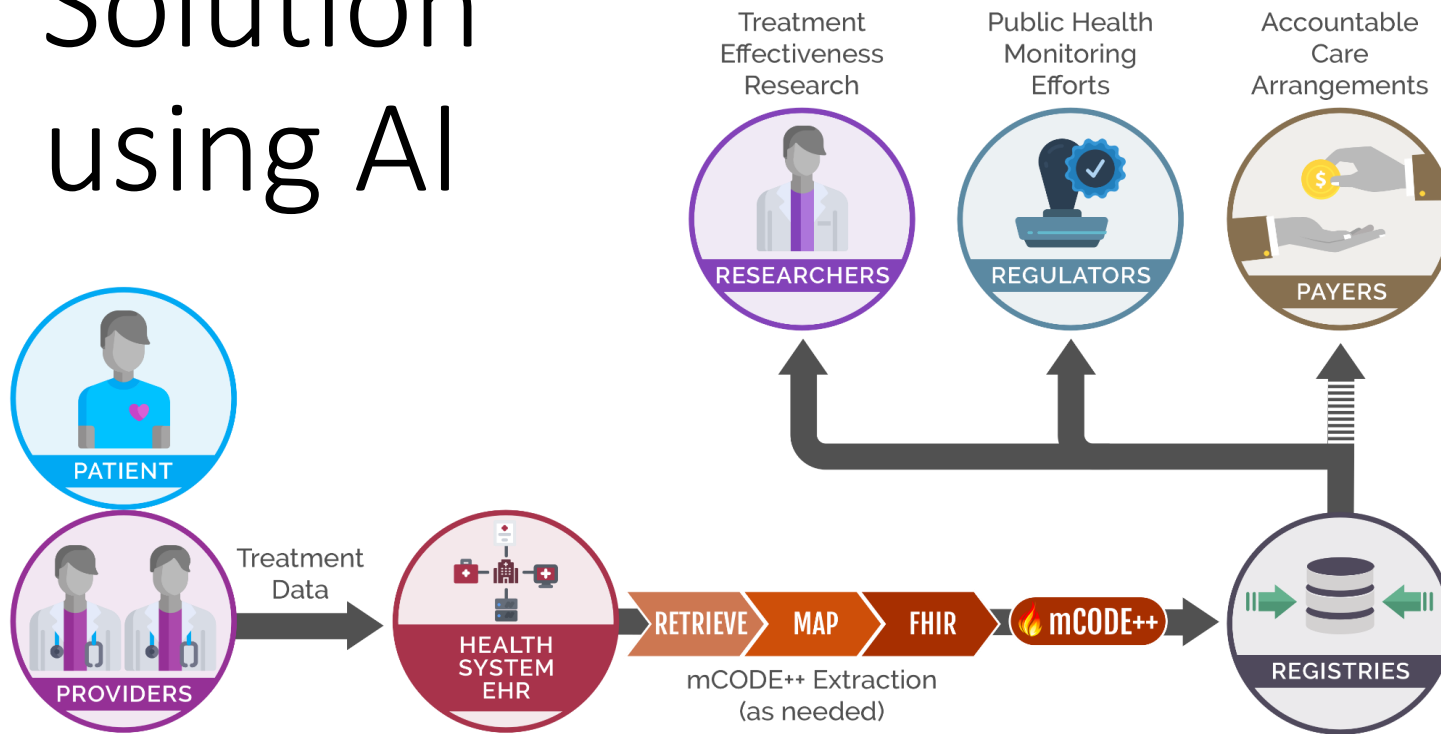 Solution
using AI
Treatment
Effectiveness
Research
RESEARCHERS
Public Health
Monitoring
Efforts
REGULATORS
Accountable
Care
Arrangements
$
PAYERS
PATIENT
PROVIDERS
Treatment
Data
HEALTH
SYSTEM
EHR
RETRIEVE
MAP
FHIR
mCODE++
mCODE++ Extraction
(as needed)
REGISTRIES